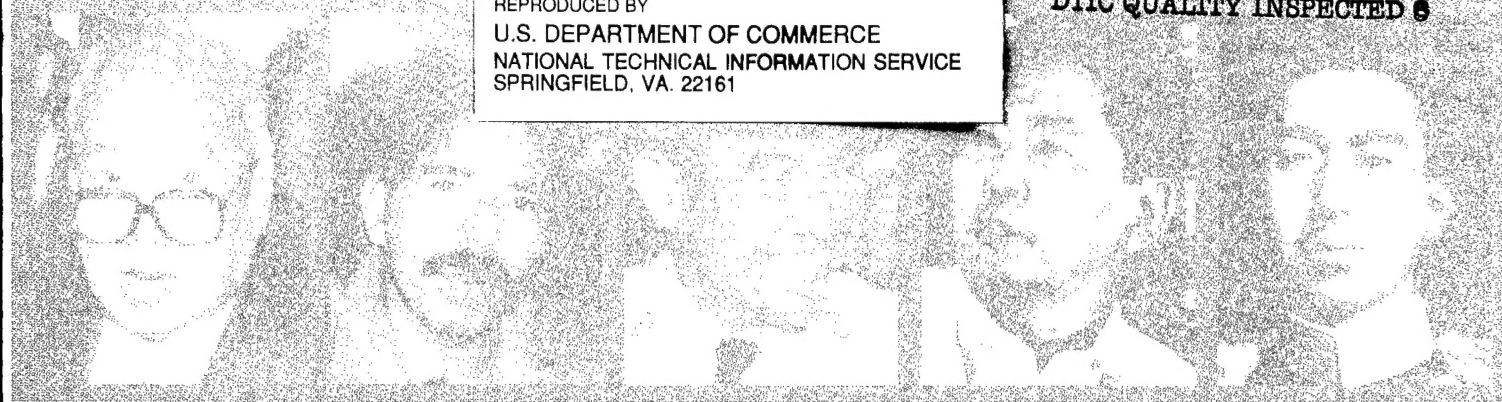 REPRODUCED BY
U.S. DEPARTMENT OF COMMERCE
NATIONAL TECHNICAL INFORMATION SERVICE
SPRINGFIELD, VA. 22161
DTIC QUALITY INSPECTED